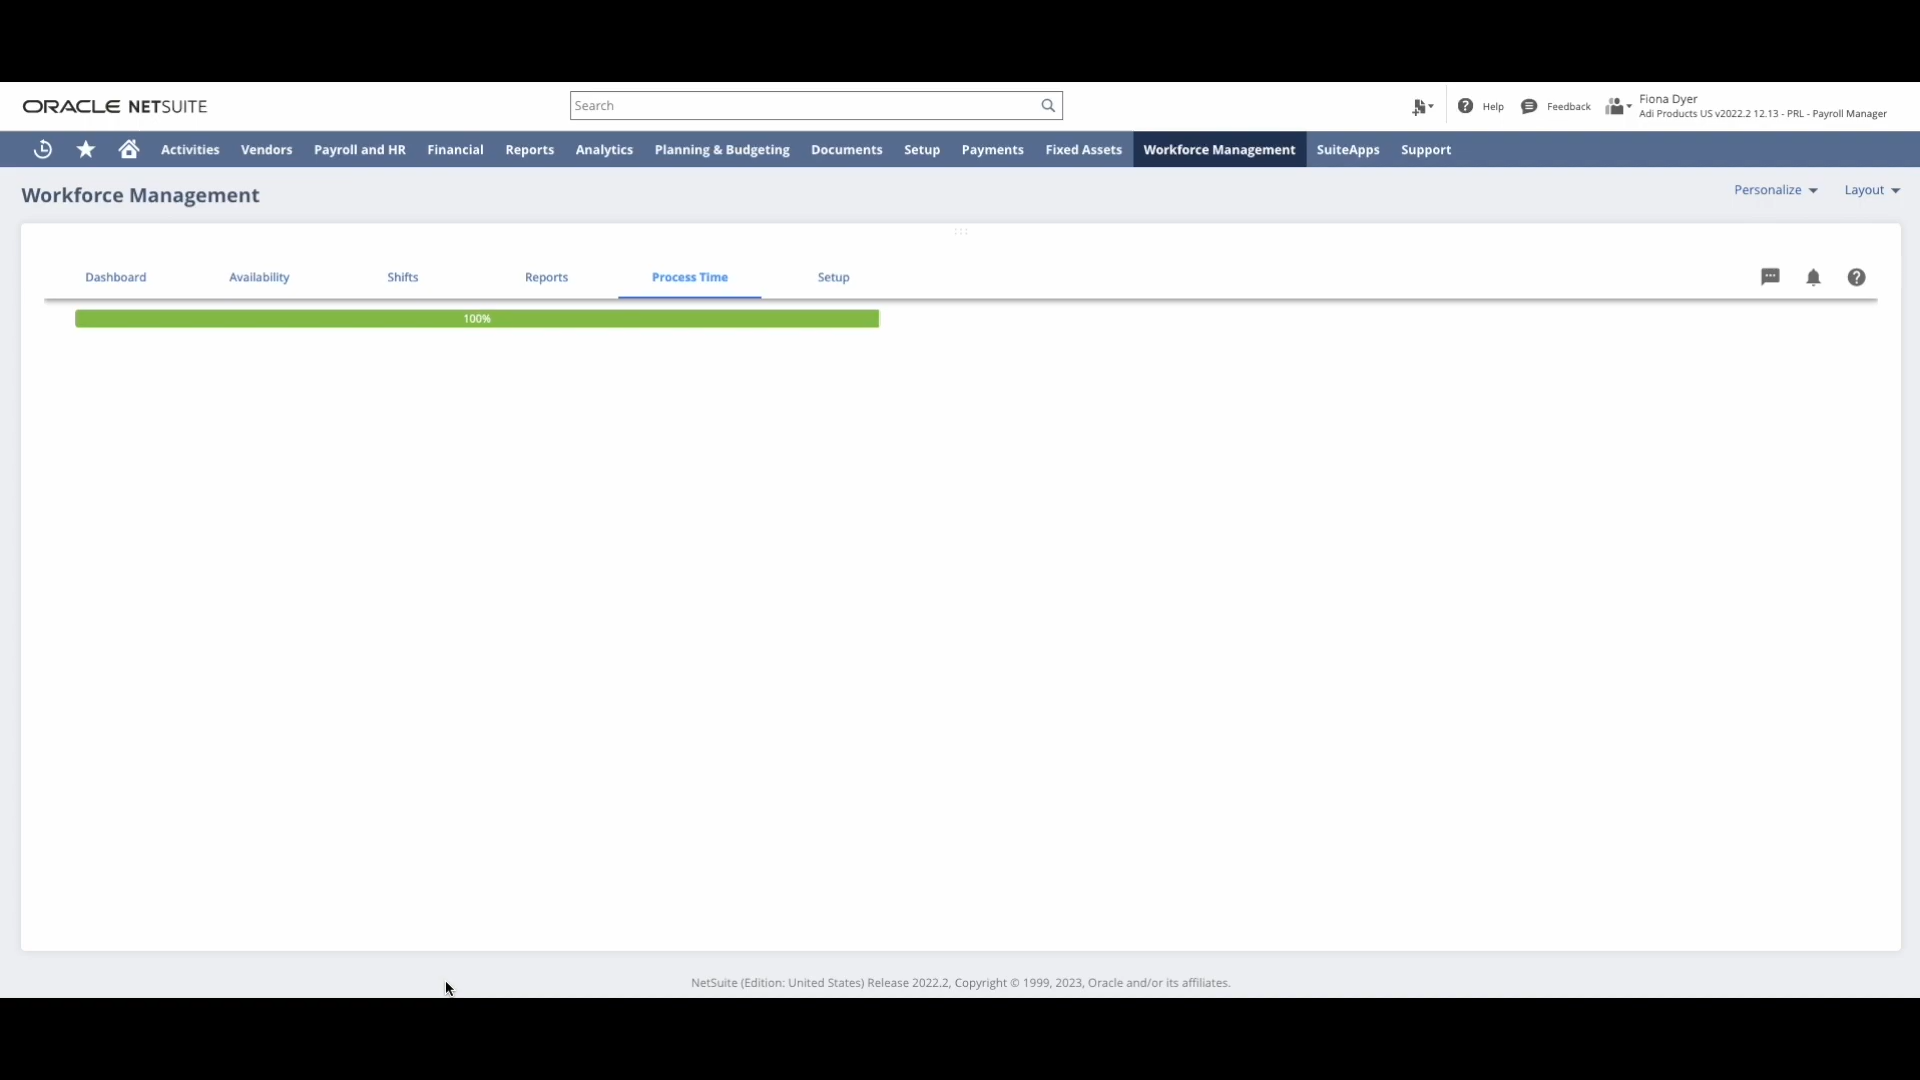 ORACLE NETSUITE
Search
Help
Feedback
Fiona Dyer
Adi Products US v2022.2 12.13 - PRL - Payroll Manager
Activities Vendors Payroll and HR Financial Reports Analytics Planning & Budgeting Documents Setup Payments Fixed Assets Workforce Management SuiteApps Support
Workforce Management
Personalize Layout
Dashboard Availability Shifts Reports Process Time Setup
100%
NetSuite (Edition: United States) Release 2022.2, Copyright © 1999, 2023, Oracle and/or its affiliates.